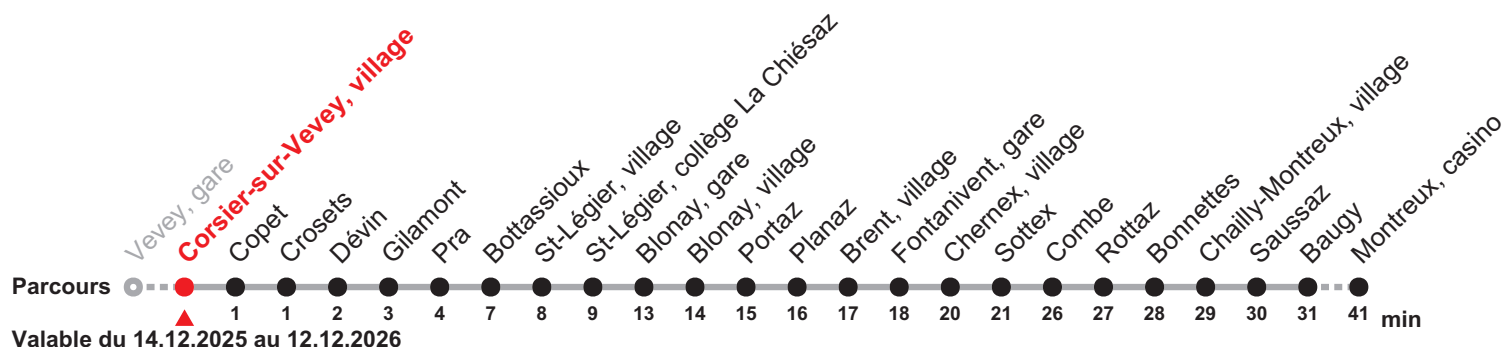 Vevey, gare
Corsier-sur-Vevey, village
Copet
Crosets
Dévin
Gilamont
Pra
Bottassioux
St-Légier, village
St-Légier, collège La Chiésaz
Blonay, gare
Blonay, village
Portaz
Planaz
Brent, village
Fontanivent, gare
Chernex, village
Sottex
Combe
Rottaz
Bonnettes
Chailly-Montreux, village
Saussaz
Baugy
Montreux, casino
Parcours
1 1 2 3 4 7 8 9 13 14 15 16 17 18 20 21 26 27 28 29 30 31 41 min
Valable du 14.12.2025 au 12.12.2026